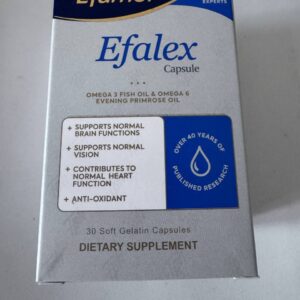 EXPERTS
Efalex
Capsule
OMEGA 3 FISH OIL & OMEGA 6
EVENING PRIMROSE OIL
+ SUPPORTS NORMAL
BRAIN FUNCTIONS
+ SUPPORTS NORMAL
VISION
+ CONTRIBUTES TO
NORMAL HEART
FUNCTION
+ ANTI-OXIDANT
OVER 40 YEARS OF
PUBLISHED RESEARCH
30 Soft Gelatin Capsules
DIETARY SUPPLEMENT